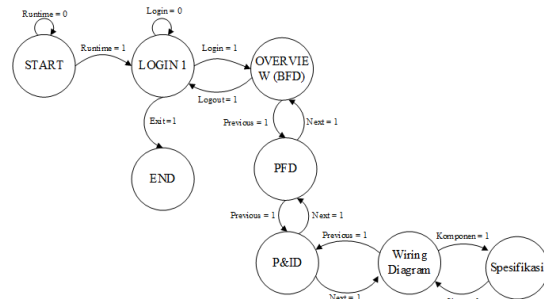 Runtime = 0
Login = 0
Runtime = 1
Login = 1
START
LOGIN 1
OVERVIE
W (BFD)
Logout = 1
Exit = 1
Previous = 1
Next = 1
END
PFD
Previous = 1
Next = 1
P&ID
Previous = 1
Wiring
Diagram
Komponen = 1
Spesifikasi
Next = 1